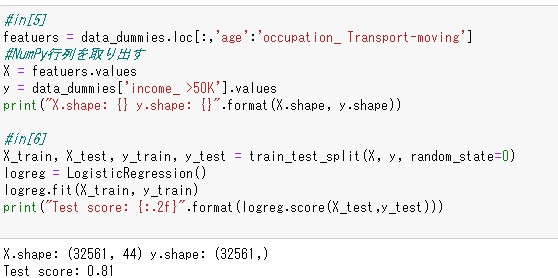 #in[5]
featuers = data_dummies.loc[:,'age':'occupation_ Transport-moving']
#NumPy行列を取り出す
X = featuers.values
y = data_dummies['income_ >50K'].values
print("X.shape: {} y.shape: {}".format(X.shape, y.shape))
#in[6]
X_train, X_test, y_train, y_test = train_test_split(X, y, random_state=0)
logreg = LogisticRegression()
logreg.fit(X_train, y_train)
print("Test score: {:.2f}".format(logreg.score(X_test,y_test)))
X.shape: (32561, 44) y.shape: (32561,)
Test score: 0.81